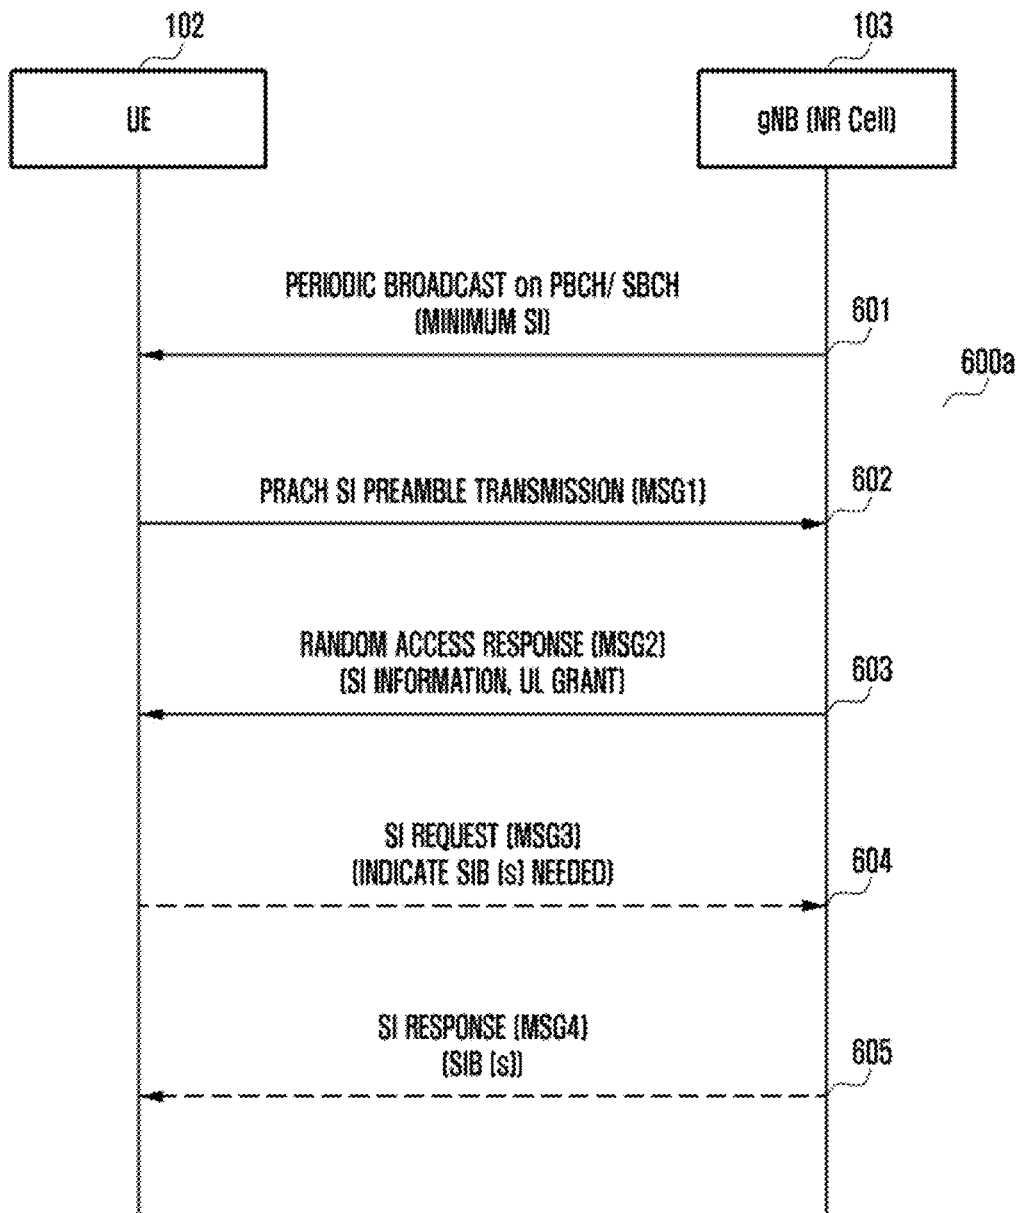 102
103
UE
gNB (NR Cell)
PERIODIC BROADCAST on PBCH/ SBCH
(MINIMUM SI)
601
600a
PRACH SI PREAMBLE TRANSMISSION (MSG1)
602
RANDOM ACCESS RESPONSE (MSG2)
(SI INFORMATION, UL GRANT)
603
SI REQUEST (MSG3)
(INDICATE SIB (s) NEEDED)
604
SI RESPONSE (MSG4)
(SIB (s))
605